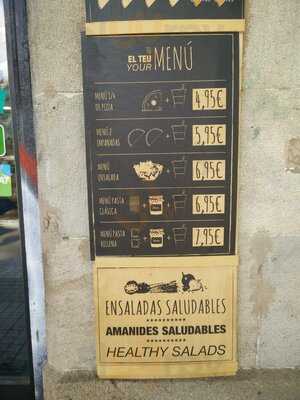 TU
EL TEU
YOUR MENÚ
MENÚ 1/4
DE PIZZA
+
4,95€
MENÚ 2
EMPANADAS
+
5,95€
MENÚ
ENSALADA
+
6,95€
MENÚ PASTA
CLÁSICA
+
+
6,95€
MENÚ PASTA
RELLENA
+
+
7,95€
ENSALADAS SALUDABLES
AMANIDES SALUDABLES
HEALTHY SALADS